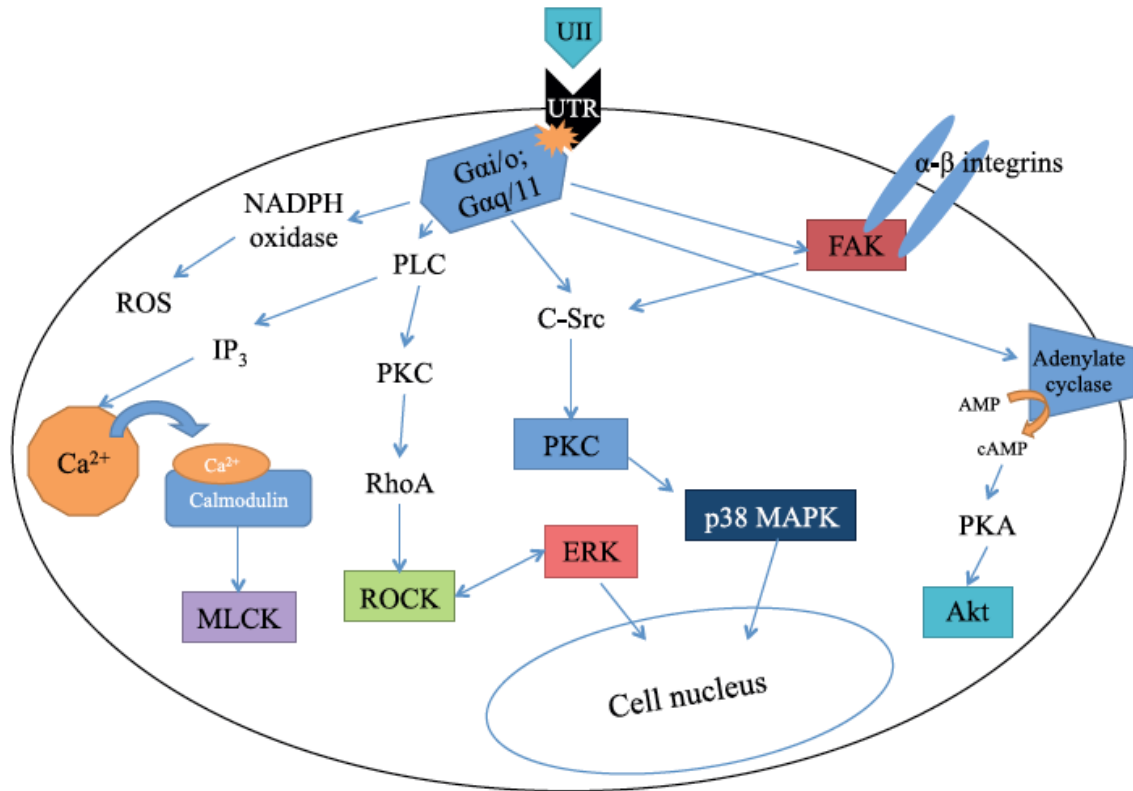 UII
UTR
Gαi/o;
Gαq/11
α-β integrins
NADPH
oxidase
FAK
PLC
ROS
C-Src
IP₃
Adenylate
cyclase
PKC
AMP
PKC
cAMP
Ca²⁺
Ca²⁺
Calmodulin
RhoA
p38 MAPK
PKA
ERK
ROCK
MLCK
Akt
Cell nucleus